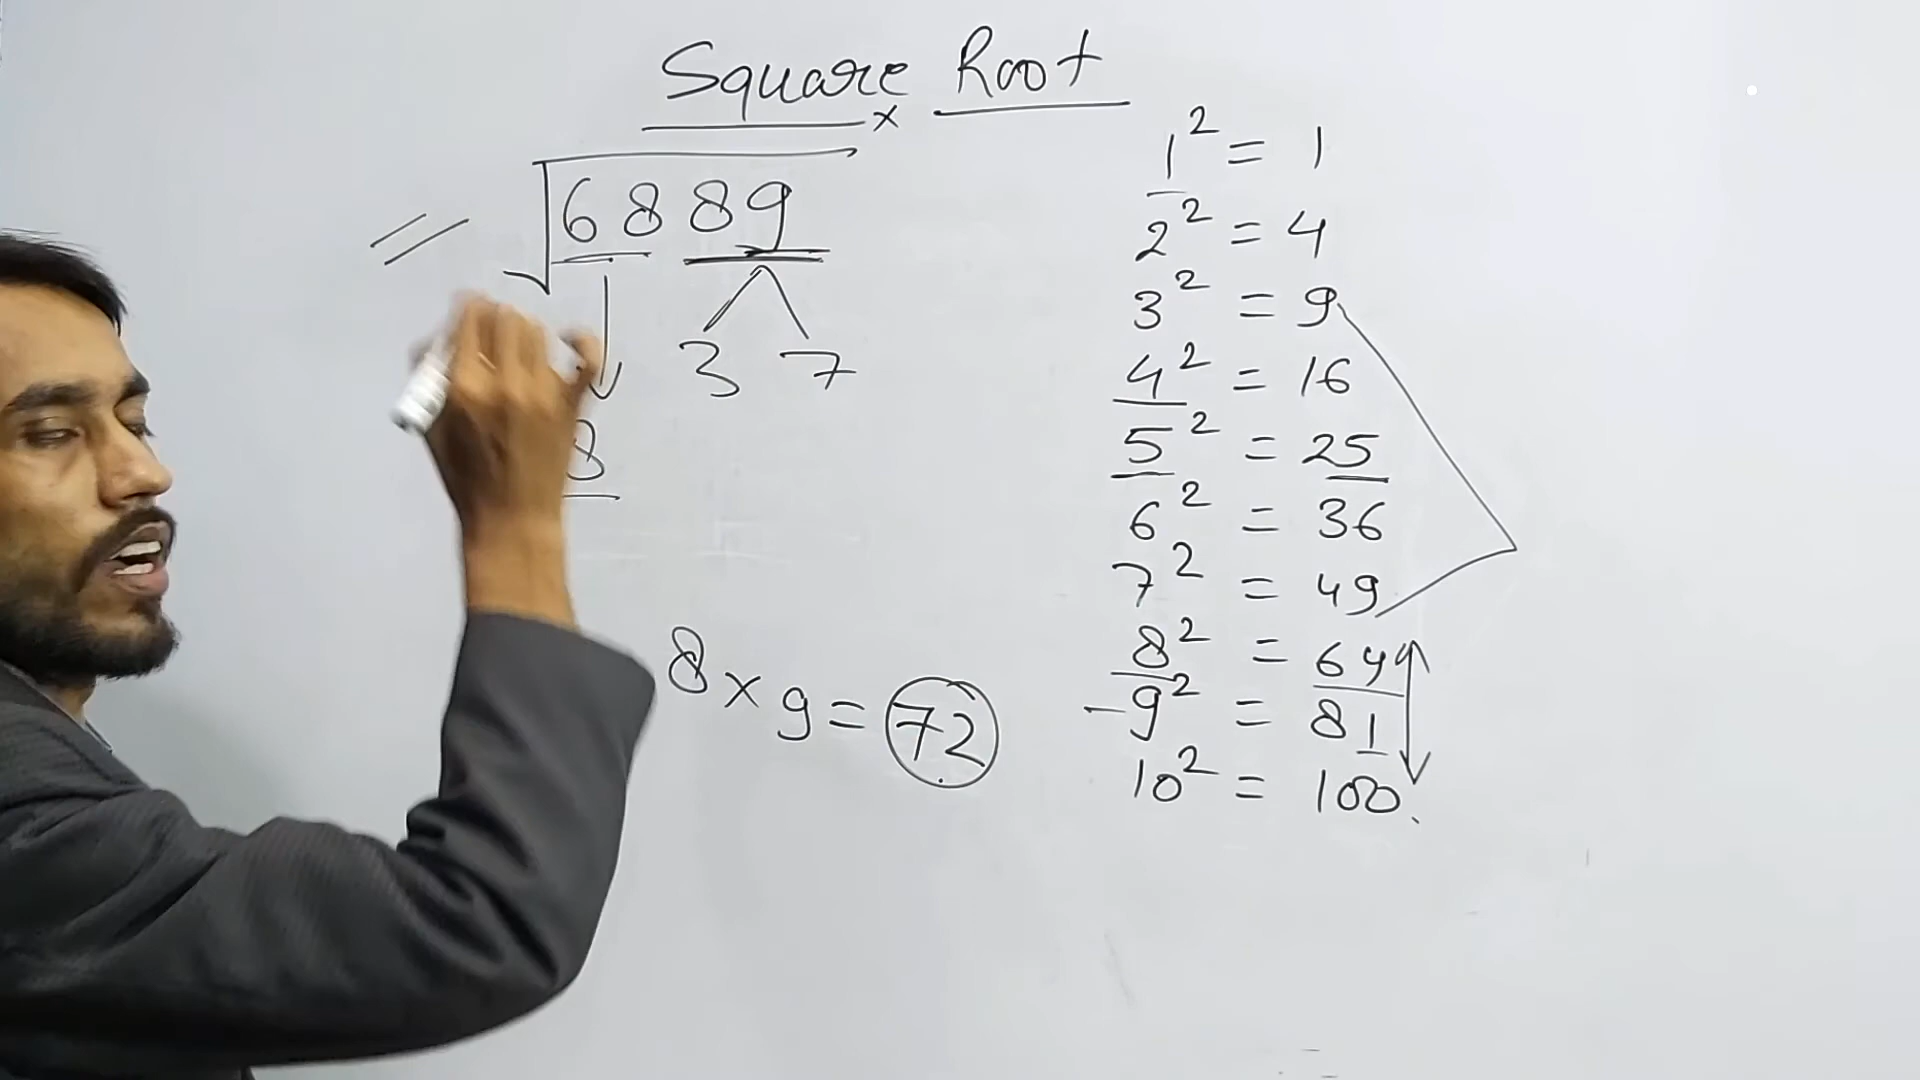 Square Root
×
√6889
3 7
8
8 × 9 = 72
1² = 1
2² = 4
3² = 9
4² = 16
5² = 25
6² = 36
7² = 49
8² = 64
-9² = 81
10² = 100.